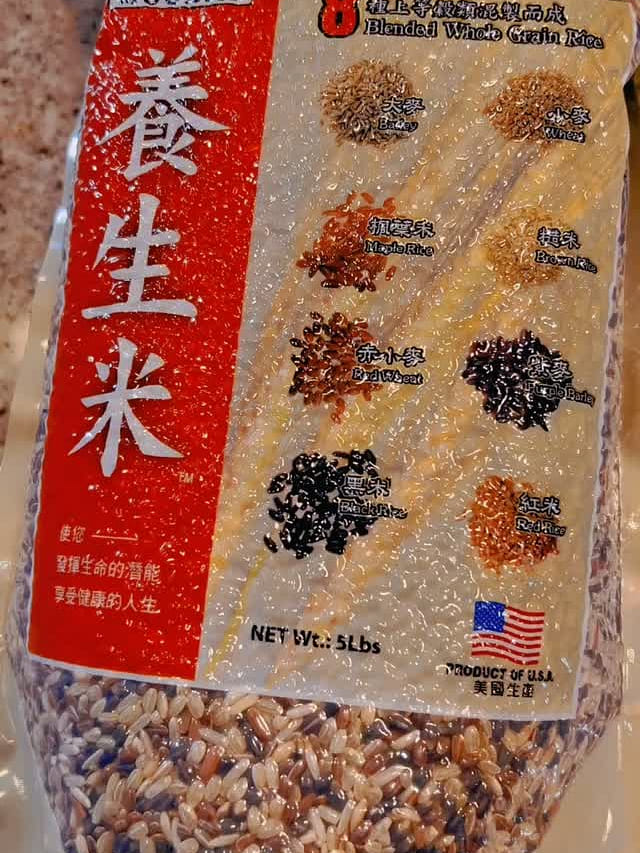 8 種上等穀類混製而成
Blended Whole Grain Rice
養生米
TM
大麥
Barley
小麥
Wheat
楓葉米
Maple Rice
糙米
Brown Rice
赤小麥
Red Wheat
紫麥
Purple Barley
黑米
Black Rice
紅米
Red Rice
使您
發揮生命的潛能
享受健康的人生
NET Wt.: 5Lbs
PRODUCT OF U.S.A
美國生產